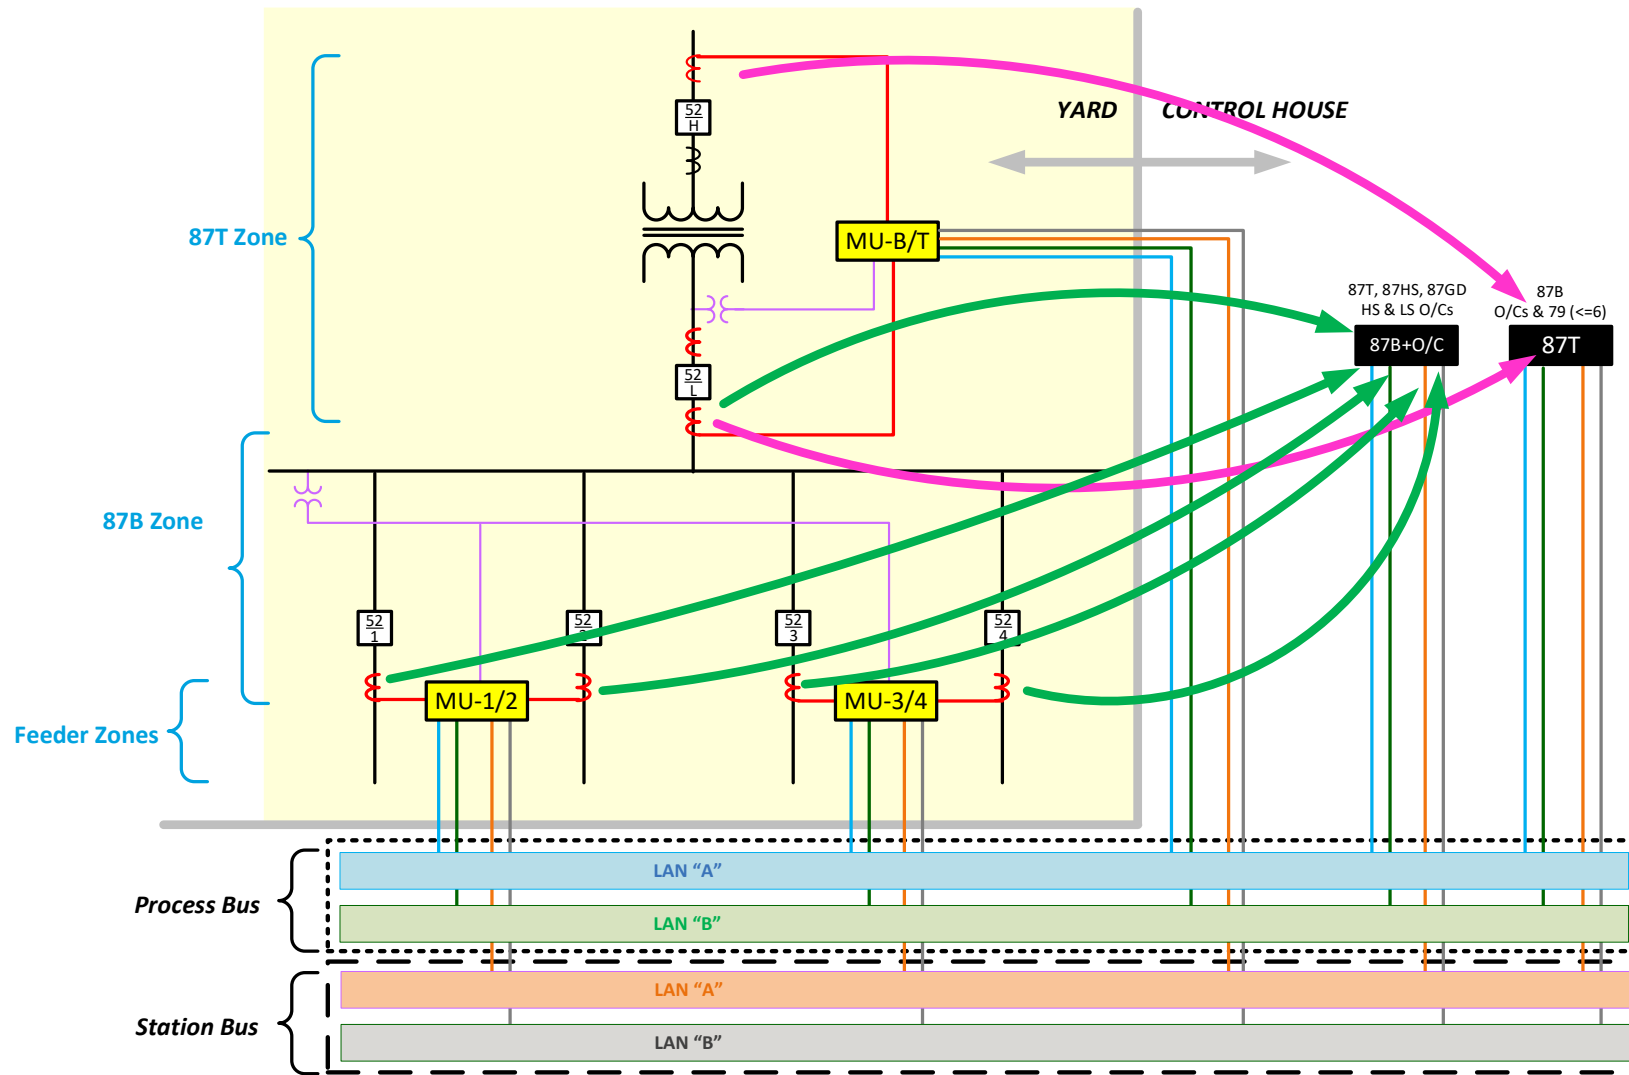 52
H
YARD
CONTROL HOUSE
87T Zone
MU-B/T
87T, 87HS, 87GD
HS & LS O/Cs
87B
O/Cs & 79 (<=6)
87B+O/C
87T
52
L
87B Zone
52
1
52
2
52
3
52
4
MU-1/2
MU-3/4
Feeder Zones
Process Bus
LAN “A”
LAN “B”
Station Bus
LAN “A”
LAN “B”